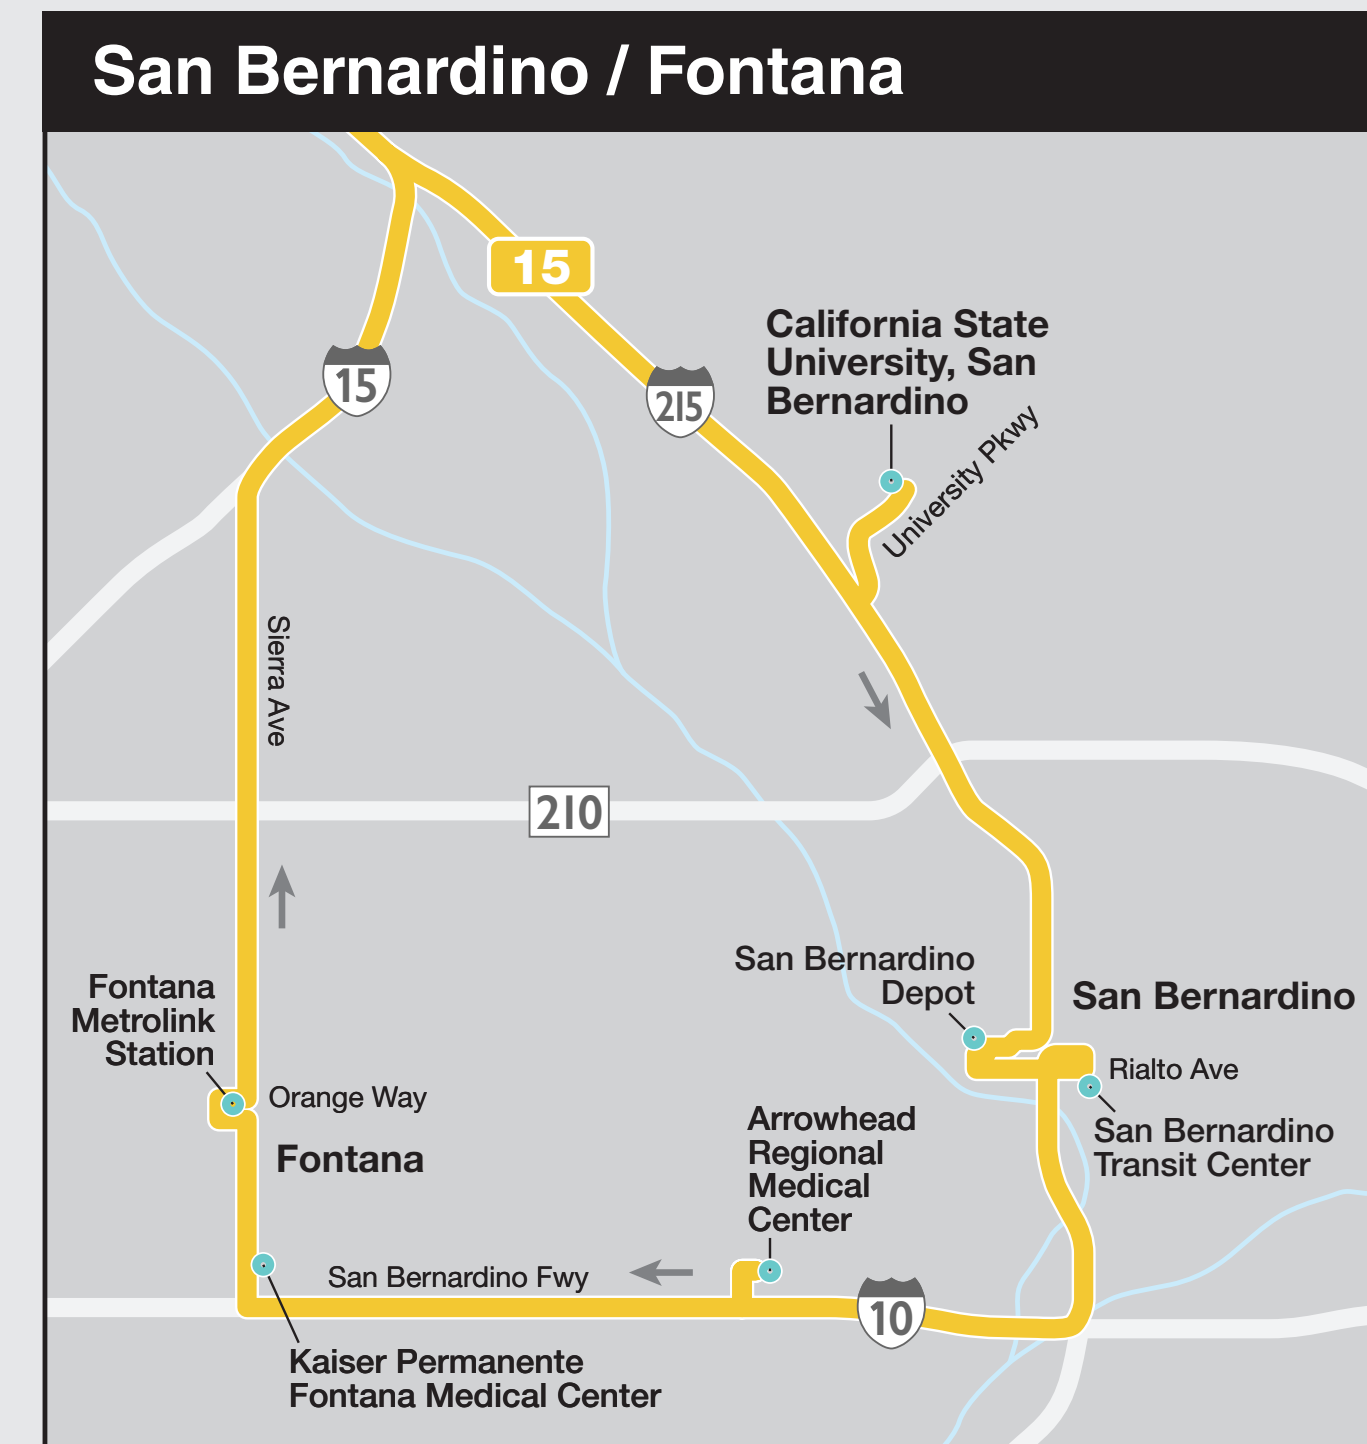 San Bernardino / Fontana
15
15
215
California State
University, San
Bernardino
University Pkwy
Sierra Ave
210
San Bernardino
Depot
San Bernardino
Fontana
Metrolink
Station
Orange Way
Rialto Ave
Arrowhead
Regional
Medical
Center
San Bernardino
Transit Center
Fontana
San Bernardino Fwy
10
Kaiser Permanente
Fontana Medical Center